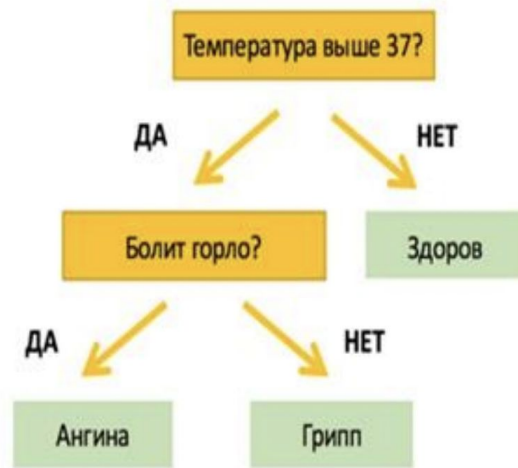 Температура выше 37?
ДА
НЕТ
Болит горло?
Здоров
ДА
НЕТ
Ангина
Грипп